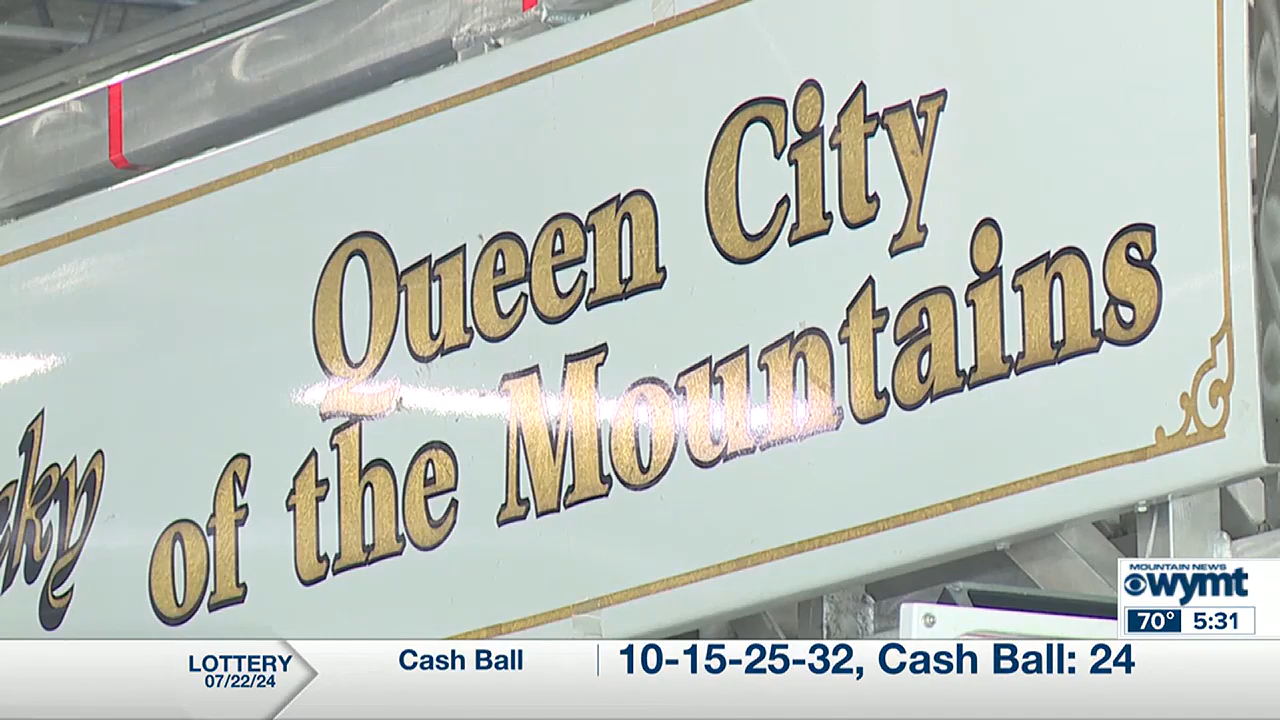 Queen City
of the Mountains
MOUNTAIN NEWS
wymt
70° 5:31
LOTTERY
07/22/24
Cash Ball
10-15-25-32, Cash Ball: 24